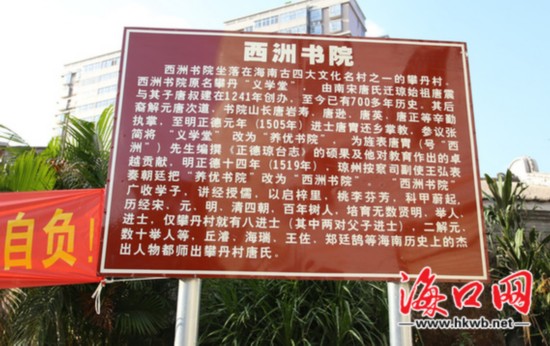 西洲书院
西洲书院坐落在海南古四大文化名村之一的攀丹村，
西洲书院原名攀丹“义学堂”，由南宋唐氏迁琼始祖唐震
与其子唐叔建在1241年创办，至今已有700多年历史，其后
裔解元唐次道，书院山长唐岩寿、唐逊、唐英、唐正等辛勤
执掌，至明正德元年（1505年）进士唐胄还乡掌教，参议张
简将“义学堂”改为“养优书院”，为旌表唐胄（号“西
洲”）先生编撰《正德琼台志》的硕果及他对教育作出的卓
越贡献，明正德十四年（1519年），琼州按察司副使王弘表
奏朝廷把“养优书院”改为“西洲书院”。“西洲书院”
广收学子，讲经授儒，以启梓里，桃李芬芳，科甲蔚起，
历经宋、元、明、清四朝，百年树人，培育元数贤明，举人、
进士，仅攀丹村就有八进士（其中两对父子进士），二解元、
数十举人等，丘濬、海瑞、王佐、郑廷鹄等海南历史上的杰
出人物都师出攀丹村唐氏。
自负！
海口网
www.hkwb.net